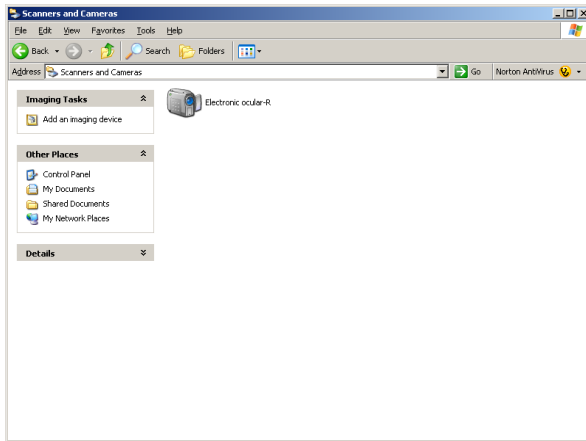 Scanners and Cameras
File Edit View Favorites Tools Help
Back Search Folders
Address Scanners and Cameras Go Norton AntiVirus
Imaging Tasks
Add an imaging device
Other Places
Control Panel
My Documents
Shared Documents
My Network Places
Details
Electronic ocular-R